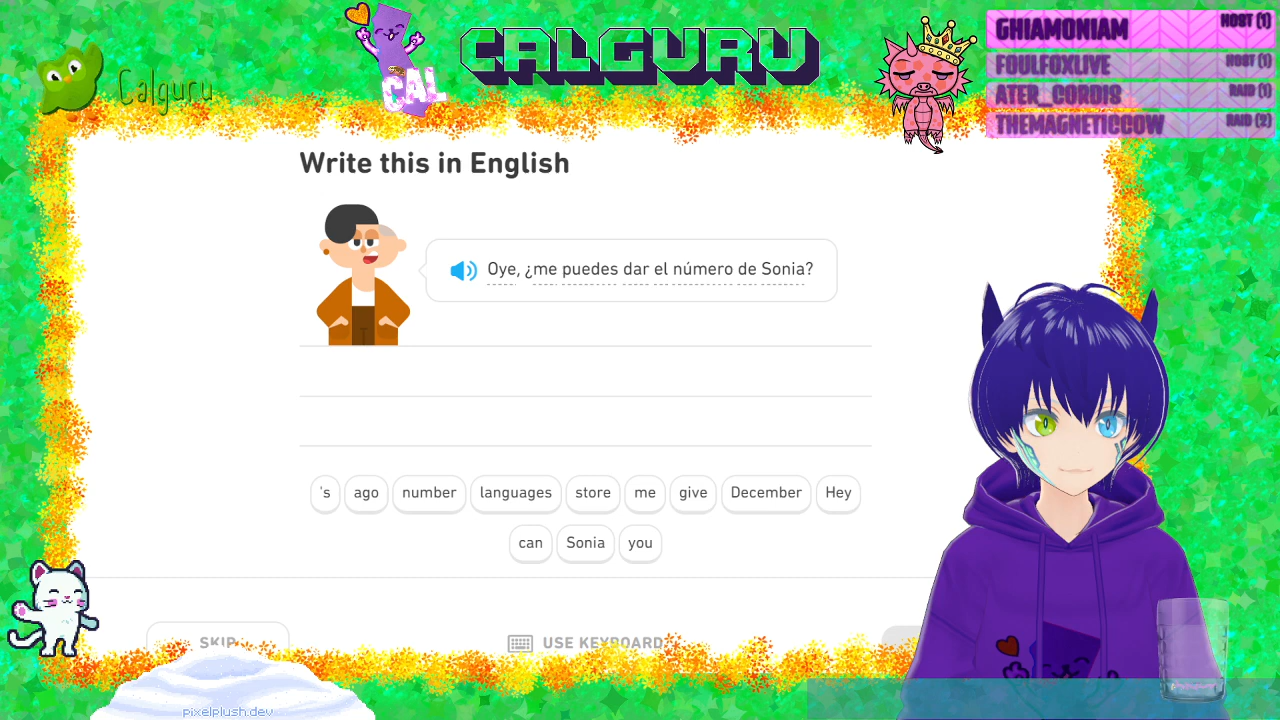 CALGURU
Calguru
CAL
GHIAMONIAM HOST (1)
FOULFOXLIVE HOST (1)
ATER_CORDIS RAID (1)
THEMAGNETICCOW RAID (2)
Write this in English
Oye, ¿me puedes dar el número de Sonia?
's ago number languages store me give December Hey
can Sonia you
SKIP USE KEYBOARD
pixelplush.dev